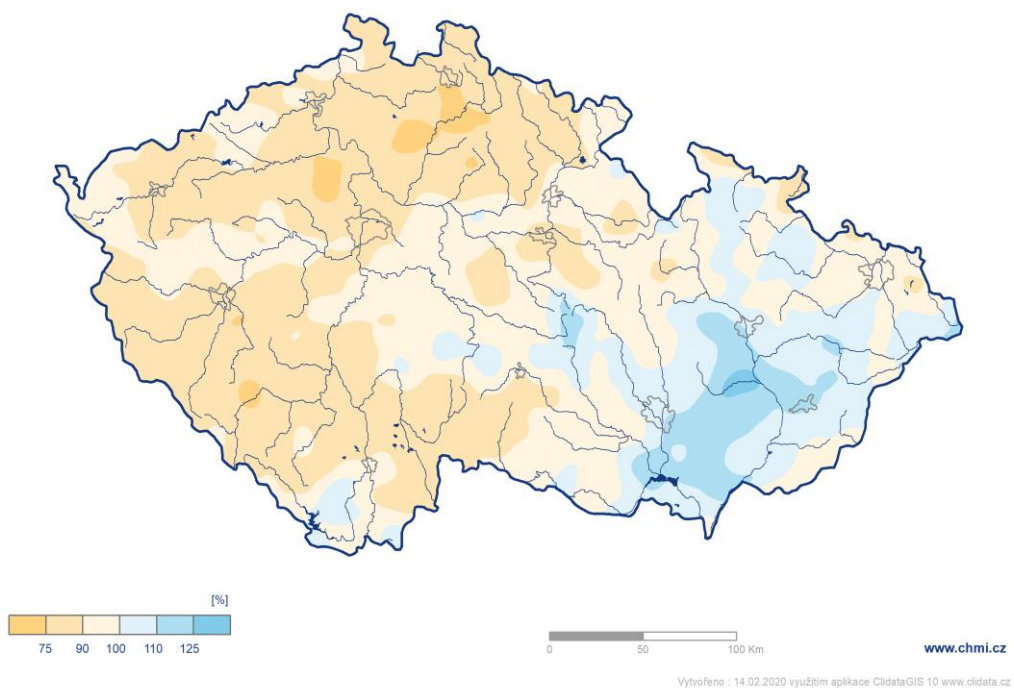 [%]
75 90 100 110 125
0 50 100 Km
www.chmi.cz
Vytvořeno : 14.02.2020 využitím aplikace ClidataGIS 10 www.clidata.cz